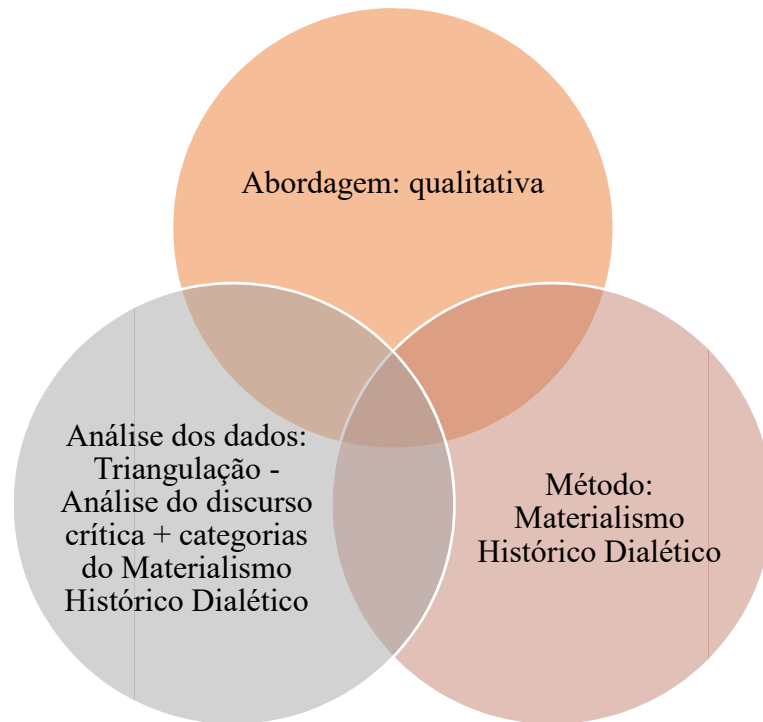 Abordagem: qualitativa
Análise dos dados:
Triangulação -
Análise do discurso
crítica + categorias
do Materialismo
Histórico Dialético
Método:
Materialismo
Histórico Dialético